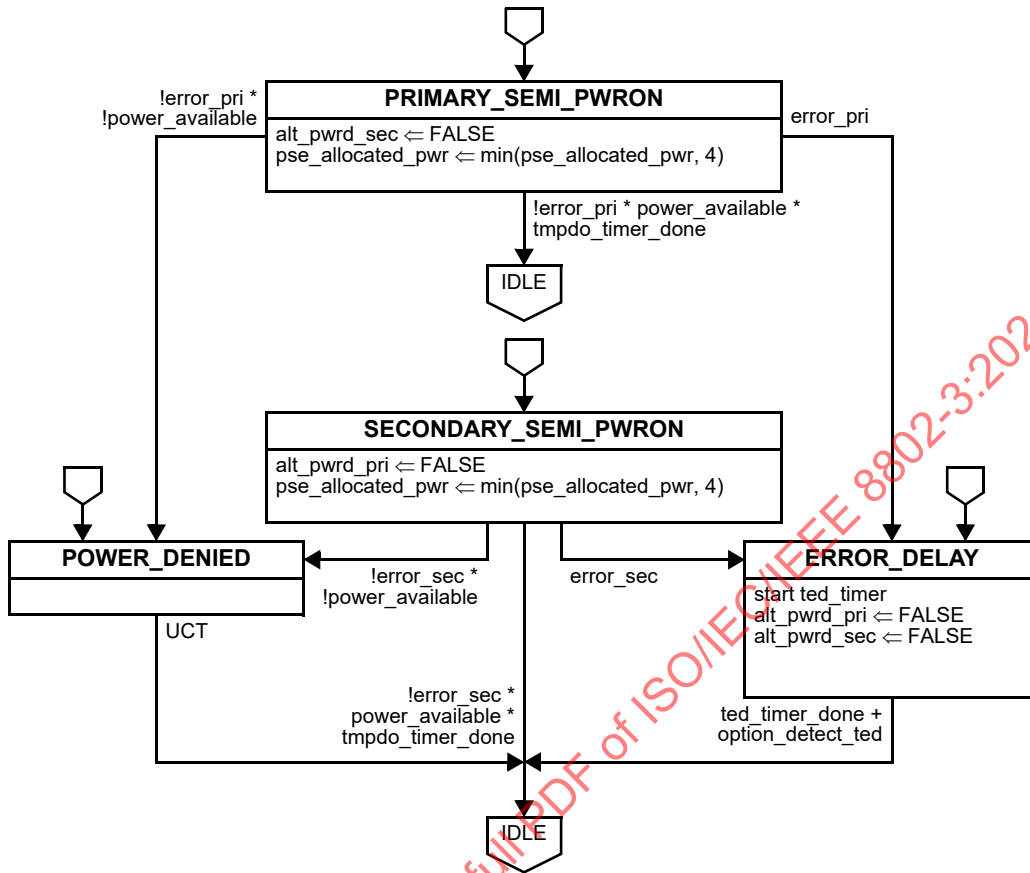 !error_pri *
!power_available
PRIMARY_SEMI_PWRON
error_pri
alt_pwrd_sec ⇐ FALSE
pse_allocated_pwr ⇐ min(pse_allocated_pwr, 4)
!error_pri * power_available *
tmpdo_timer_done
IDLE
SECONDARY_SEMI_PWRON
alt_pwrd_pri ⇐ FALSE
pse_allocated_pwr ⇐ min(pse_allocated_pwr, 4)
POWER_DENIED
!error_sec *
!power_available
error_sec
ERROR_DELAY
start ted_timer
alt_pwrd_pri ⇐ FALSE
alt_pwrd_sec ⇐ FALSE
UCT
!error_sec *
power_available *
tmpdo_timer_done
ted_timer_done +
option_detect_ted
IDLE
full PDF of ISO/IEC/IEEE 8802-3:202